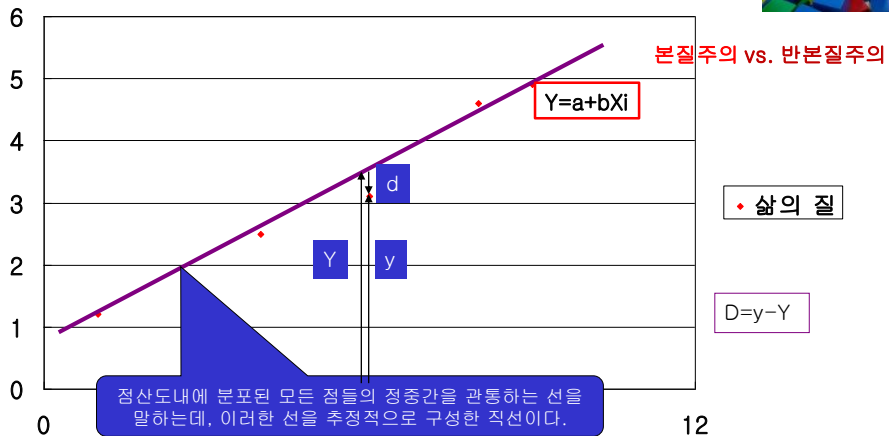 본질주의 vs. 반본질주의
6
5
4
3
2
1
0
Y=a+bXi
d
Y
y
삶의 질
D=y-Y
점산도내에 분포된 모든 점들의 정중간을 관통하는 선을
말하는데, 이러한 선을 추정적으로 구성한 직선이다.
0
12